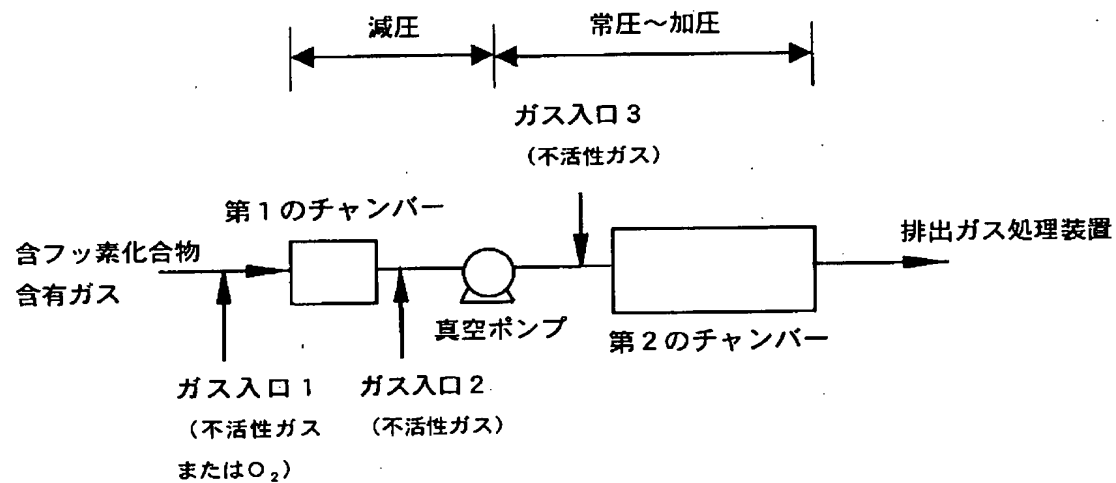 減圧
常圧～加圧
ガス入口3
(不活性ガス)
第1のチャンバー
含フッ素化合物
含有ガス
排出ガス処理装置
真空ポンプ
第2のチャンバー
ガス入口1
(不活性ガス
またはO₂)
ガス入口2
(不活性ガス)